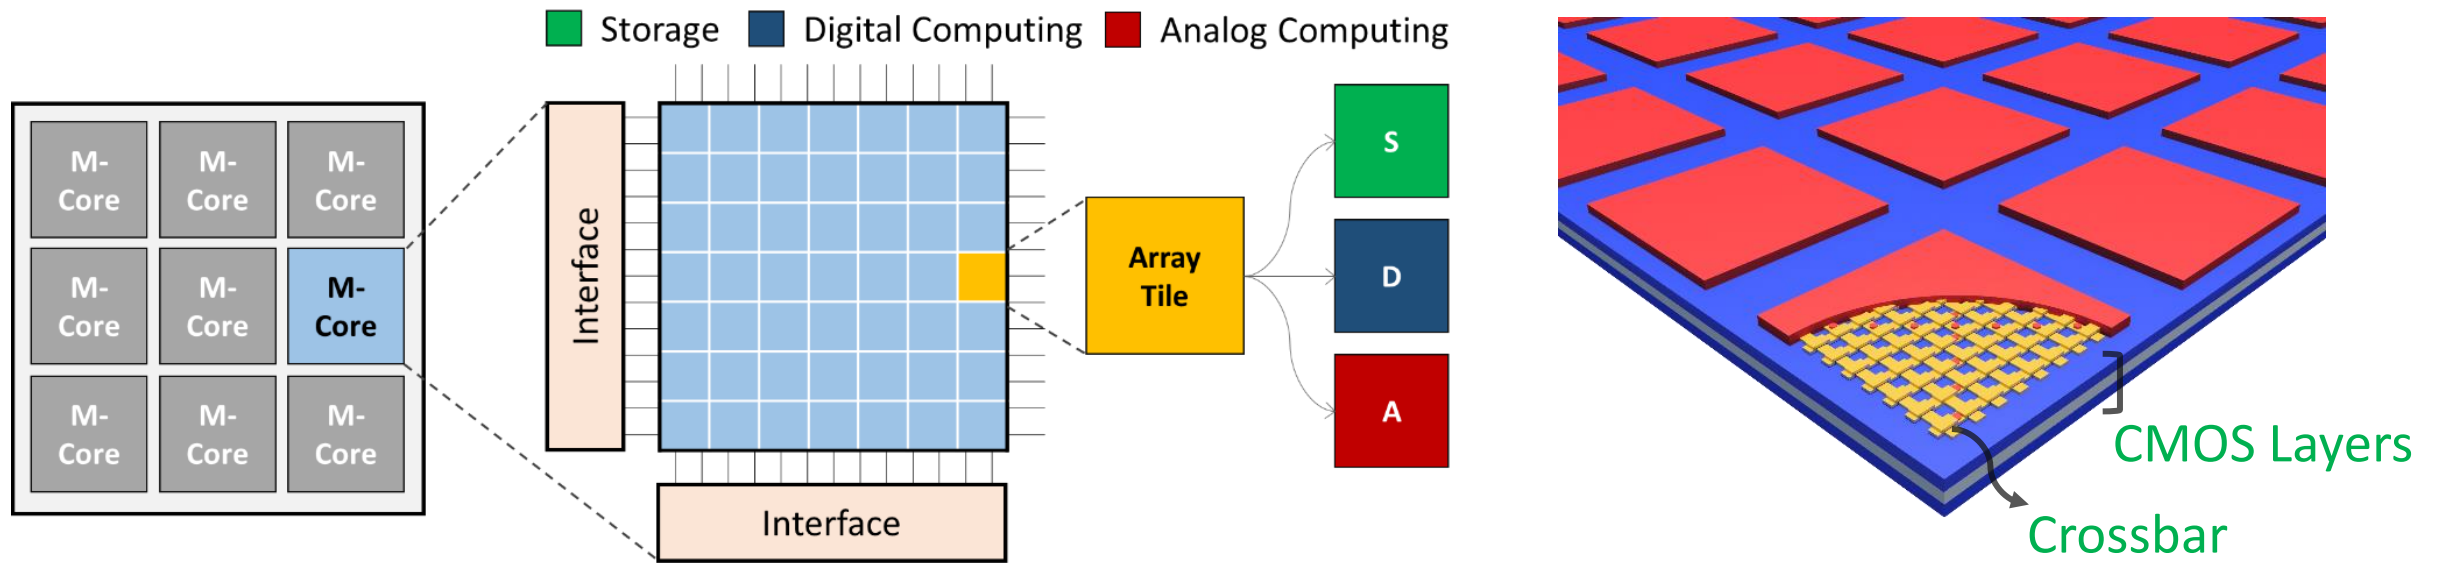 Storage
Digital Computing
Analog Computing
M-
Core
M-
Core
M-
Core
M-
Core
M-
Core
M-
Core
M-
Core
M-
Core
M-
Core
Interface
Interface
Array
Tile
S
D
A
CMOS Layers
Crossbar